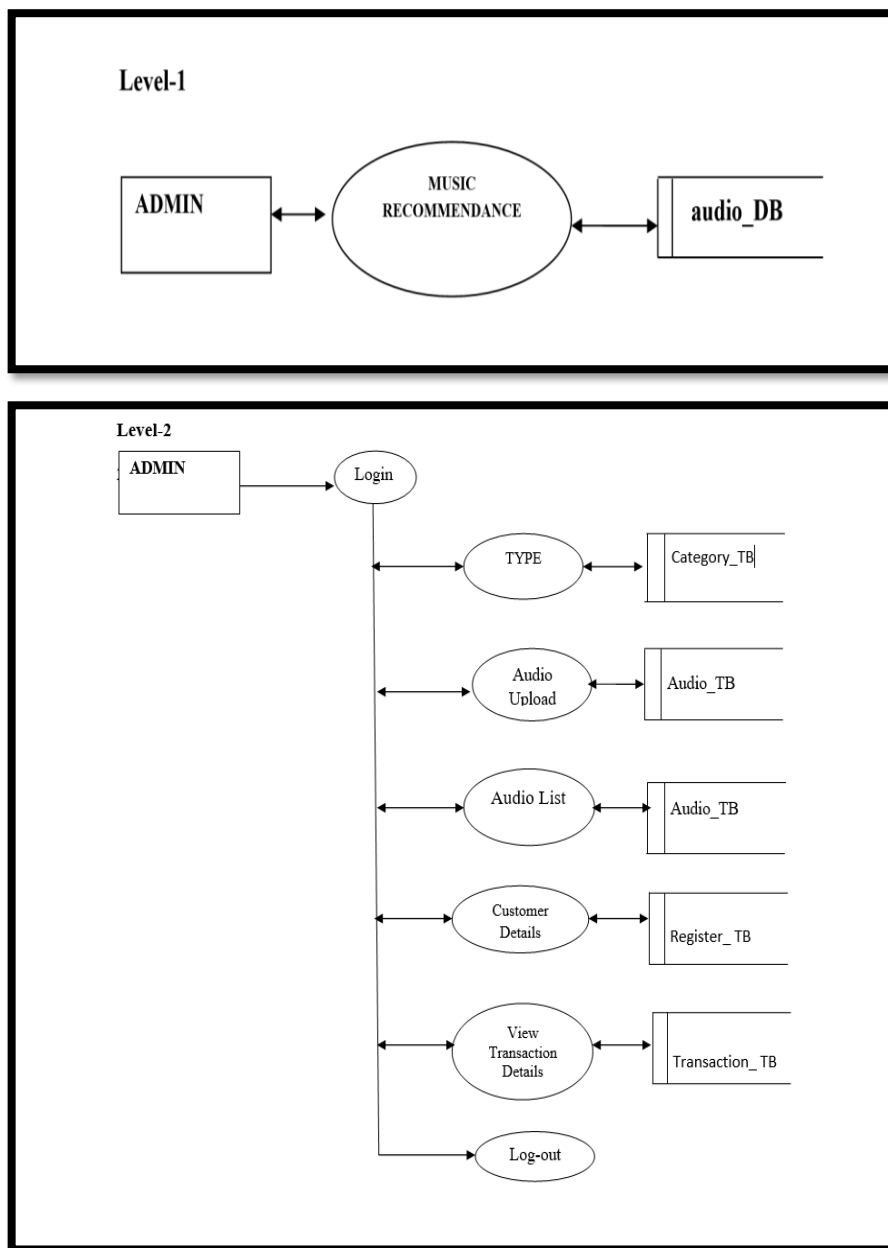 Level-1
ADMIN
MUSIC
RECOMMENDANCE
audio_DB
Level-2
ADMIN
Login
TYPE
Category_TB
Audio
Upload
Audio_TB
Audio List
Audio_TB
Customer
Details
Register_ TB
View
Transaction
Details
Transaction_ TB
Log-out